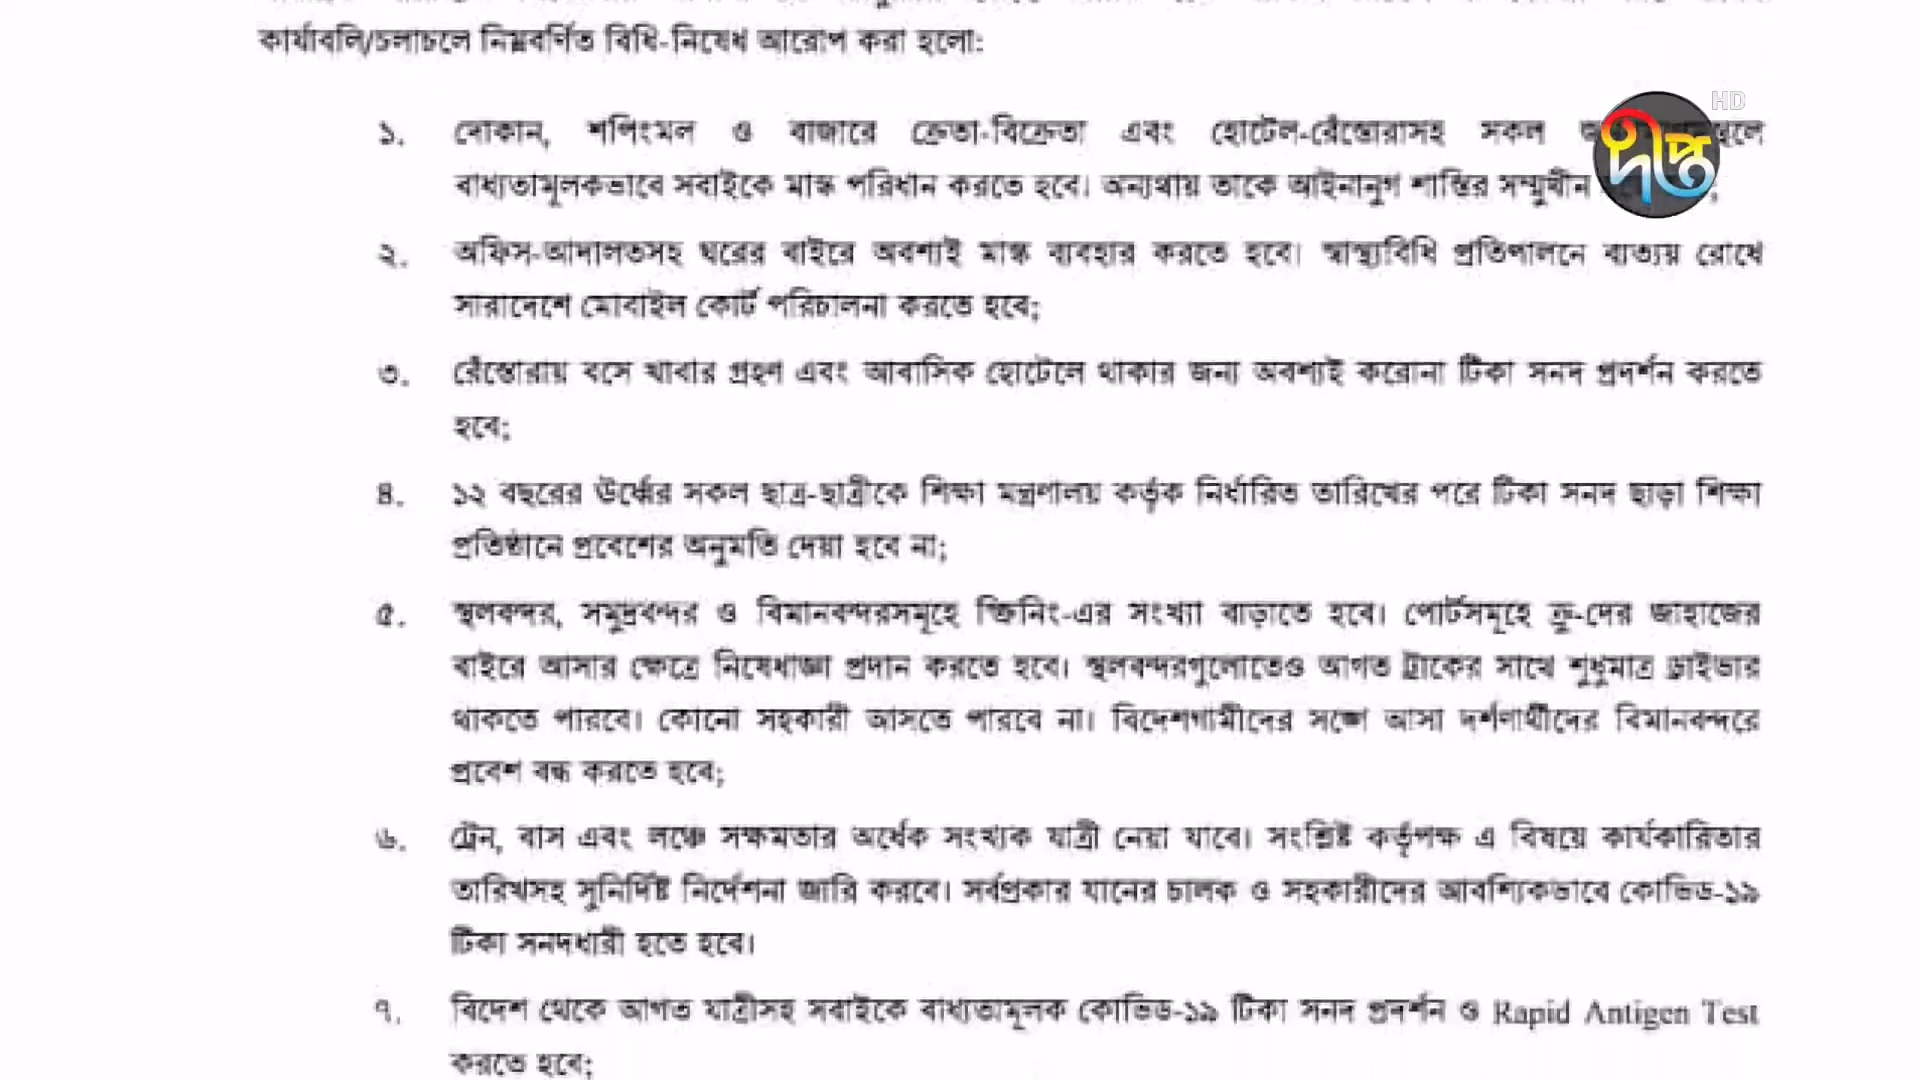 কার্যাবলি/চলাচলে নিম্নবর্ণিত বিধি-নিষেধ আরোপ করা হলো:
HD
দীপ্ত
১. দোকান, শপিংমল ও বাজারে ক্রেতা-বিক্রেতা এবং হোটেল-রেঁস্তোরাসহ সকল
বাধ্যতামূলকভাবে সবাইকে মাস্ক পরিধান করতে হবে। অন্যথায় তাকে আইনানুগ শাস্তির সম্মুখীন
২. অফিস-আদালতসহ ঘরের বাইরে অবশ্যই মাস্ক ব্যবহার করতে হবে। স্বাস্থ্যবিধি প্রতিপালনে ব্যত্যয় রোধে
সারাদেশে মোবাইল কোর্ট পরিচালনা করতে হবে;
৩. রেঁস্তোরায় বসে খাবার গ্রহণ এবং আবাসিক হোটেলে থাকার জন্য অবশ্যই করোনা টিকা সনদ প্রদর্শন করতে
হবে;
৪. ১২ বছরের ঊর্ধ্বের সকল ছাত্র-ছাত্রীকে শিক্ষা মন্ত্রণালয় কর্তৃক নির্ধারিত তারিখের পরে টিকা সনদ ছাড়া শিক্ষা
প্রতিষ্ঠানে প্রবেশের অনুমতি দেয়া হবে না;
৫. স্থলবন্দর, সমুদ্রবন্দর ও বিমানবন্দরসমূহে স্ক্রিনিং-এর সংখ্যা বাড়াতে হবে। পোর্টসমূহে ক্রু-দের জাহাজের
বাইরে আসার ক্ষেত্রে নিষেধাজ্ঞা প্রদান করতে হবে। স্থলবন্দরগুলোতেও আগত ট্রাকের সাথে শুধুমাত্র ড্রাইভার
থাকতে পারবে। কোনো সহকারী আসতে পারবে না। বিদেশগামীদের সঙ্গে আসা দর্শণার্থীদের বিমানবন্দরে
প্রবেশ বন্ধ করতে হবে;
৬. ট্রেন, বাস এবং লঞ্চে সক্ষমতার অর্ধেক সংখ্যক যাত্রী নেয়া যাবে। সংশ্লিষ্ট কর্তৃপক্ষ এ বিষয়ে কার্যকারিতার
তারিখসহ সুনির্দিষ্ট নির্দেশনা জারি করবে। সর্বপ্রকার যানের চালক ও সহকারীদের আবশ্যিকভাবে কোভিড-১৯
টিকা সনদধারী হতে হবে।
৭. বিদেশ থেকে আগত যাত্রীসহ সবাইকে বাধ্যতামূলক কোভিড-১৯ টিকা সনদ প্রদর্শন ও Rapid Antigen Test
করতে হবে;